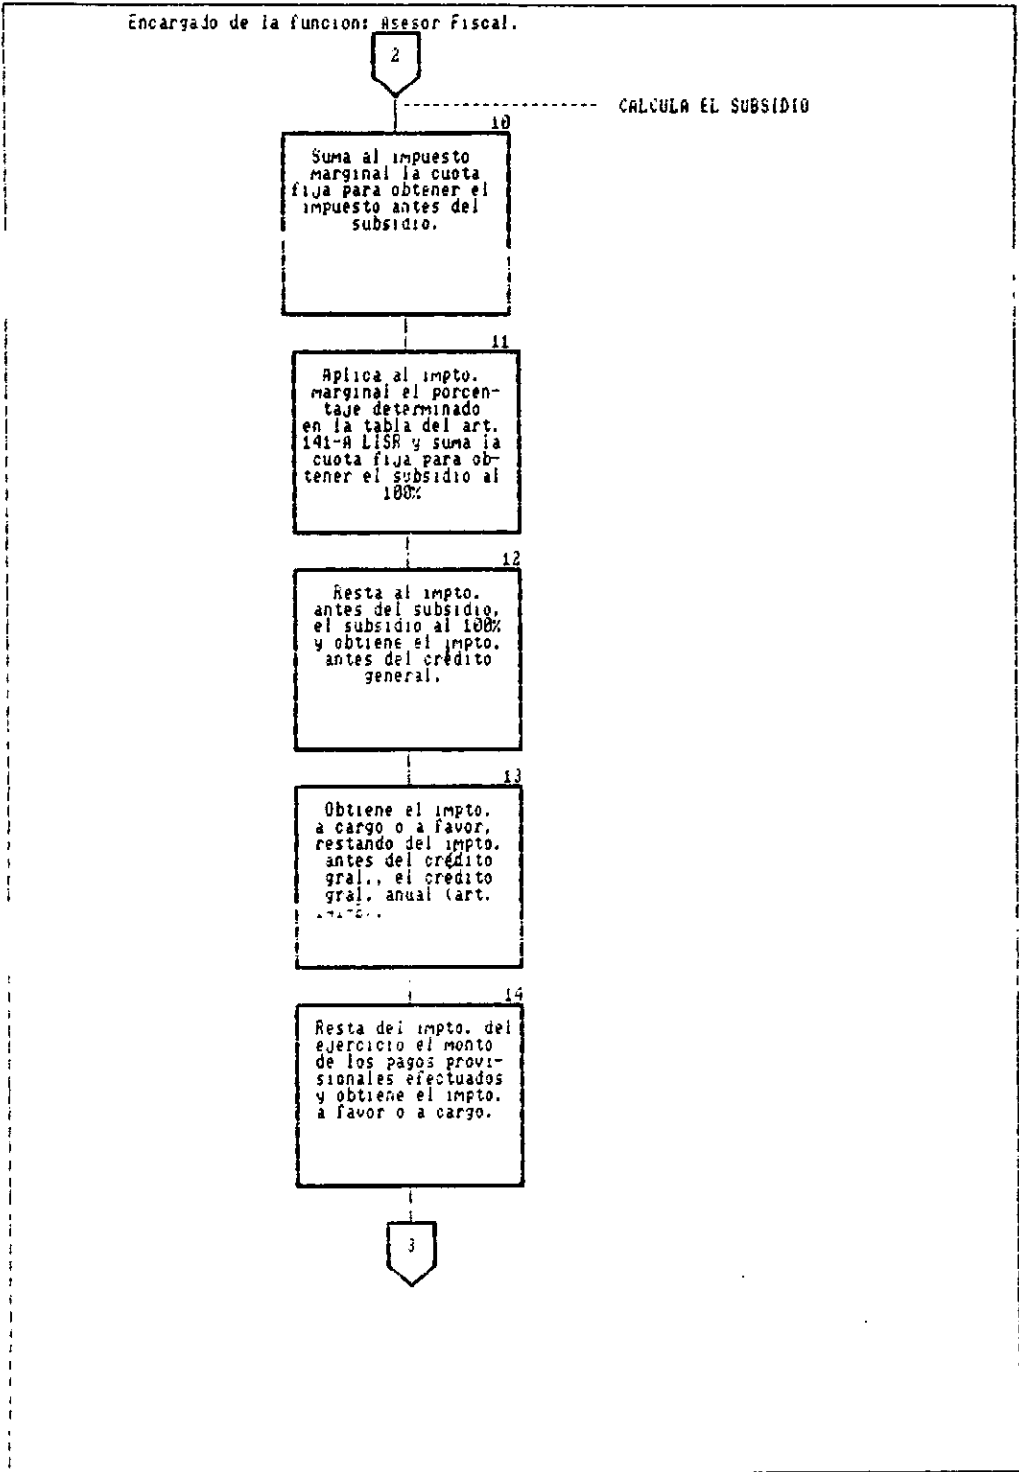 Encargado de la funcion: Asesor Fiscal.
2
CALCULA EL SUBSIDIO
10
Suma al impuesto
marginal la cuota
fija para obtener el
impuesto antes del
subsidio.
11
Aplica al impto.
marginal el porcen-
taje determinado
en la tabla del art.
141-A LISR y suma la
cuota fija para ob-
tener el subsidio al
100%
12
Resta al impto.
antes del subsidio,
el subsidio al 100%
y obtiene el impto.
antes del crédito
general.
13
Obtiene el impto.
a cargo o a favor,
restando del impto.
antes del crédito
gral., el crédito
gral. anual (art.
14
Resta del impto. del
ejercicio el monto
de los pagos provi-
sionales efectuados
y obtiene el impto.
a favor o a cargo.
3